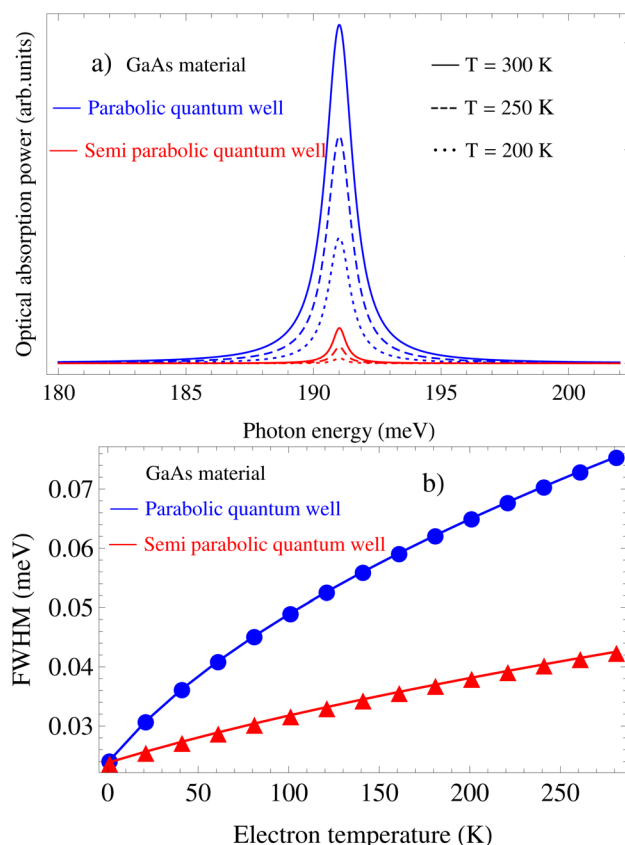 a) GaAs material
Parabolic quantum well
Semi parabolic quantum well
T = 300 K
T = 250 K
T = 200 K
Optical absorption power (arb.units)
180 185 190 195 200
Photon energy (meV)
GaAs material b)
Parabolic quantum well
Semi parabolic quantum well
0.07
0.06
0.05
0.04
0.03
FWHM (meV)
0 50 100 150 200 250
Electron temperature (K)